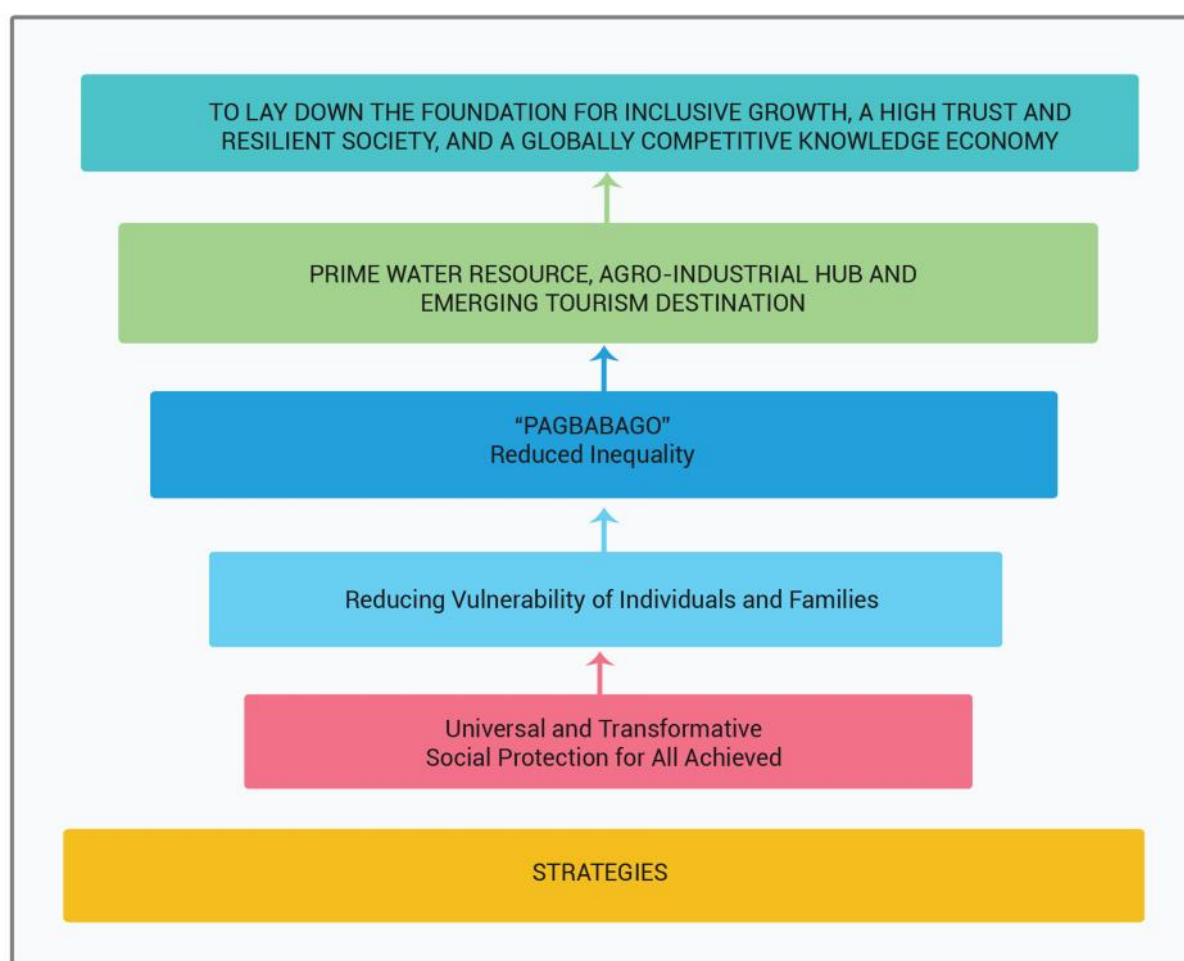 TO LAY DOWN THE FOUNDATION FOR INCLUSIVE GROWTH, A HIGH TRUST AND
RESILIENT SOCIETY, AND A GLOBALLY COMPETITIVE KNOWLEDGE ECONOMY
PRIME WATER RESOURCE, AGRO-INDUSTRIAL HUB AND
EMERGING TOURISM DESTINATION
“PAGBABAGO”
Reduced Inequality
Reducing Vulnerability of Individuals and Families
Universal and Transformative
Social Protection for All Achieved
STRATEGIES